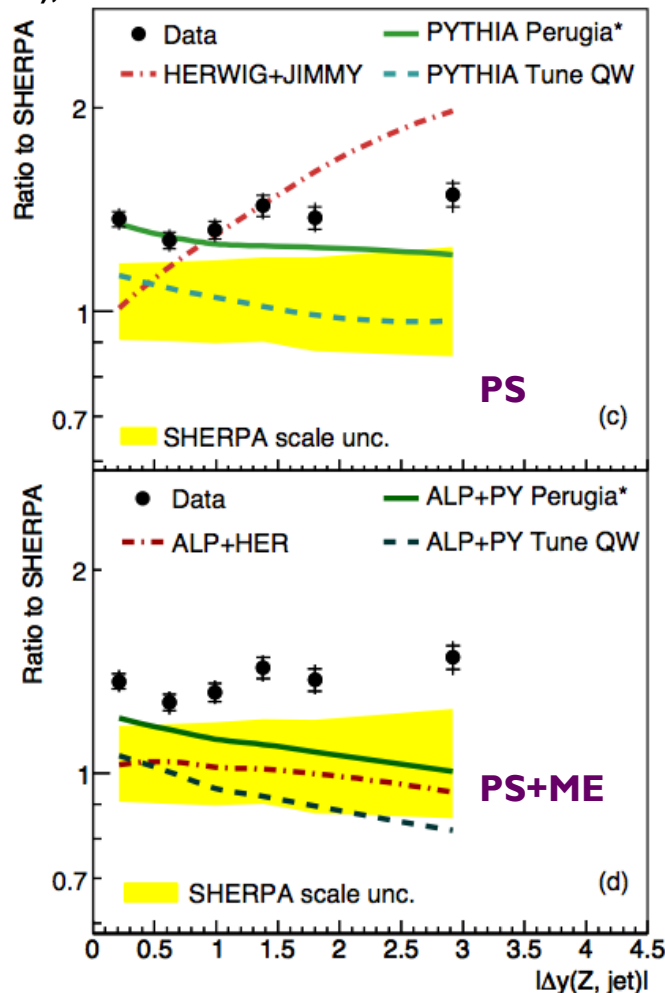 Ratio to SHERPA
Data
PYTHIA Perugia*
HERWIG+JIMMY
PYTHIA Tune QW
2
1
0.7
PS
(c)
SHERPA scale unc.
Ratio to SHERPA
Data
ALP+PY Perugia*
ALP+HER
ALP+PY Tune QW
2
1
0.7
PS+ME
(d)
SHERPA scale unc.
0 0.5 1 1.5 2 2.5 3 3.5 4 4.5
|Δy(Z, jet)|